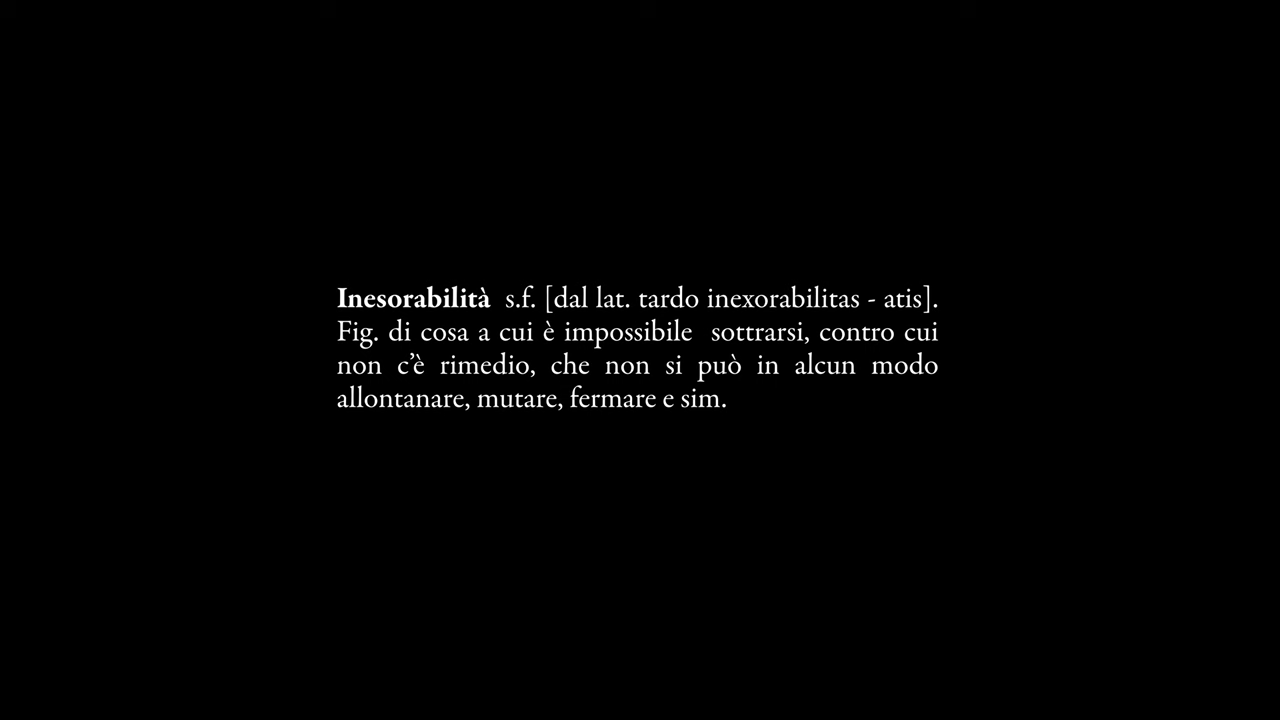 Inesorabilità s.f. [dal lat. tardo inexorabilitas - atis].
Fig. di cosa a cui è impossibile sottrarsi, contro cui
non c’è rimedio, che non si può in alcun modo
allontanare, mutare, fermare e sim.